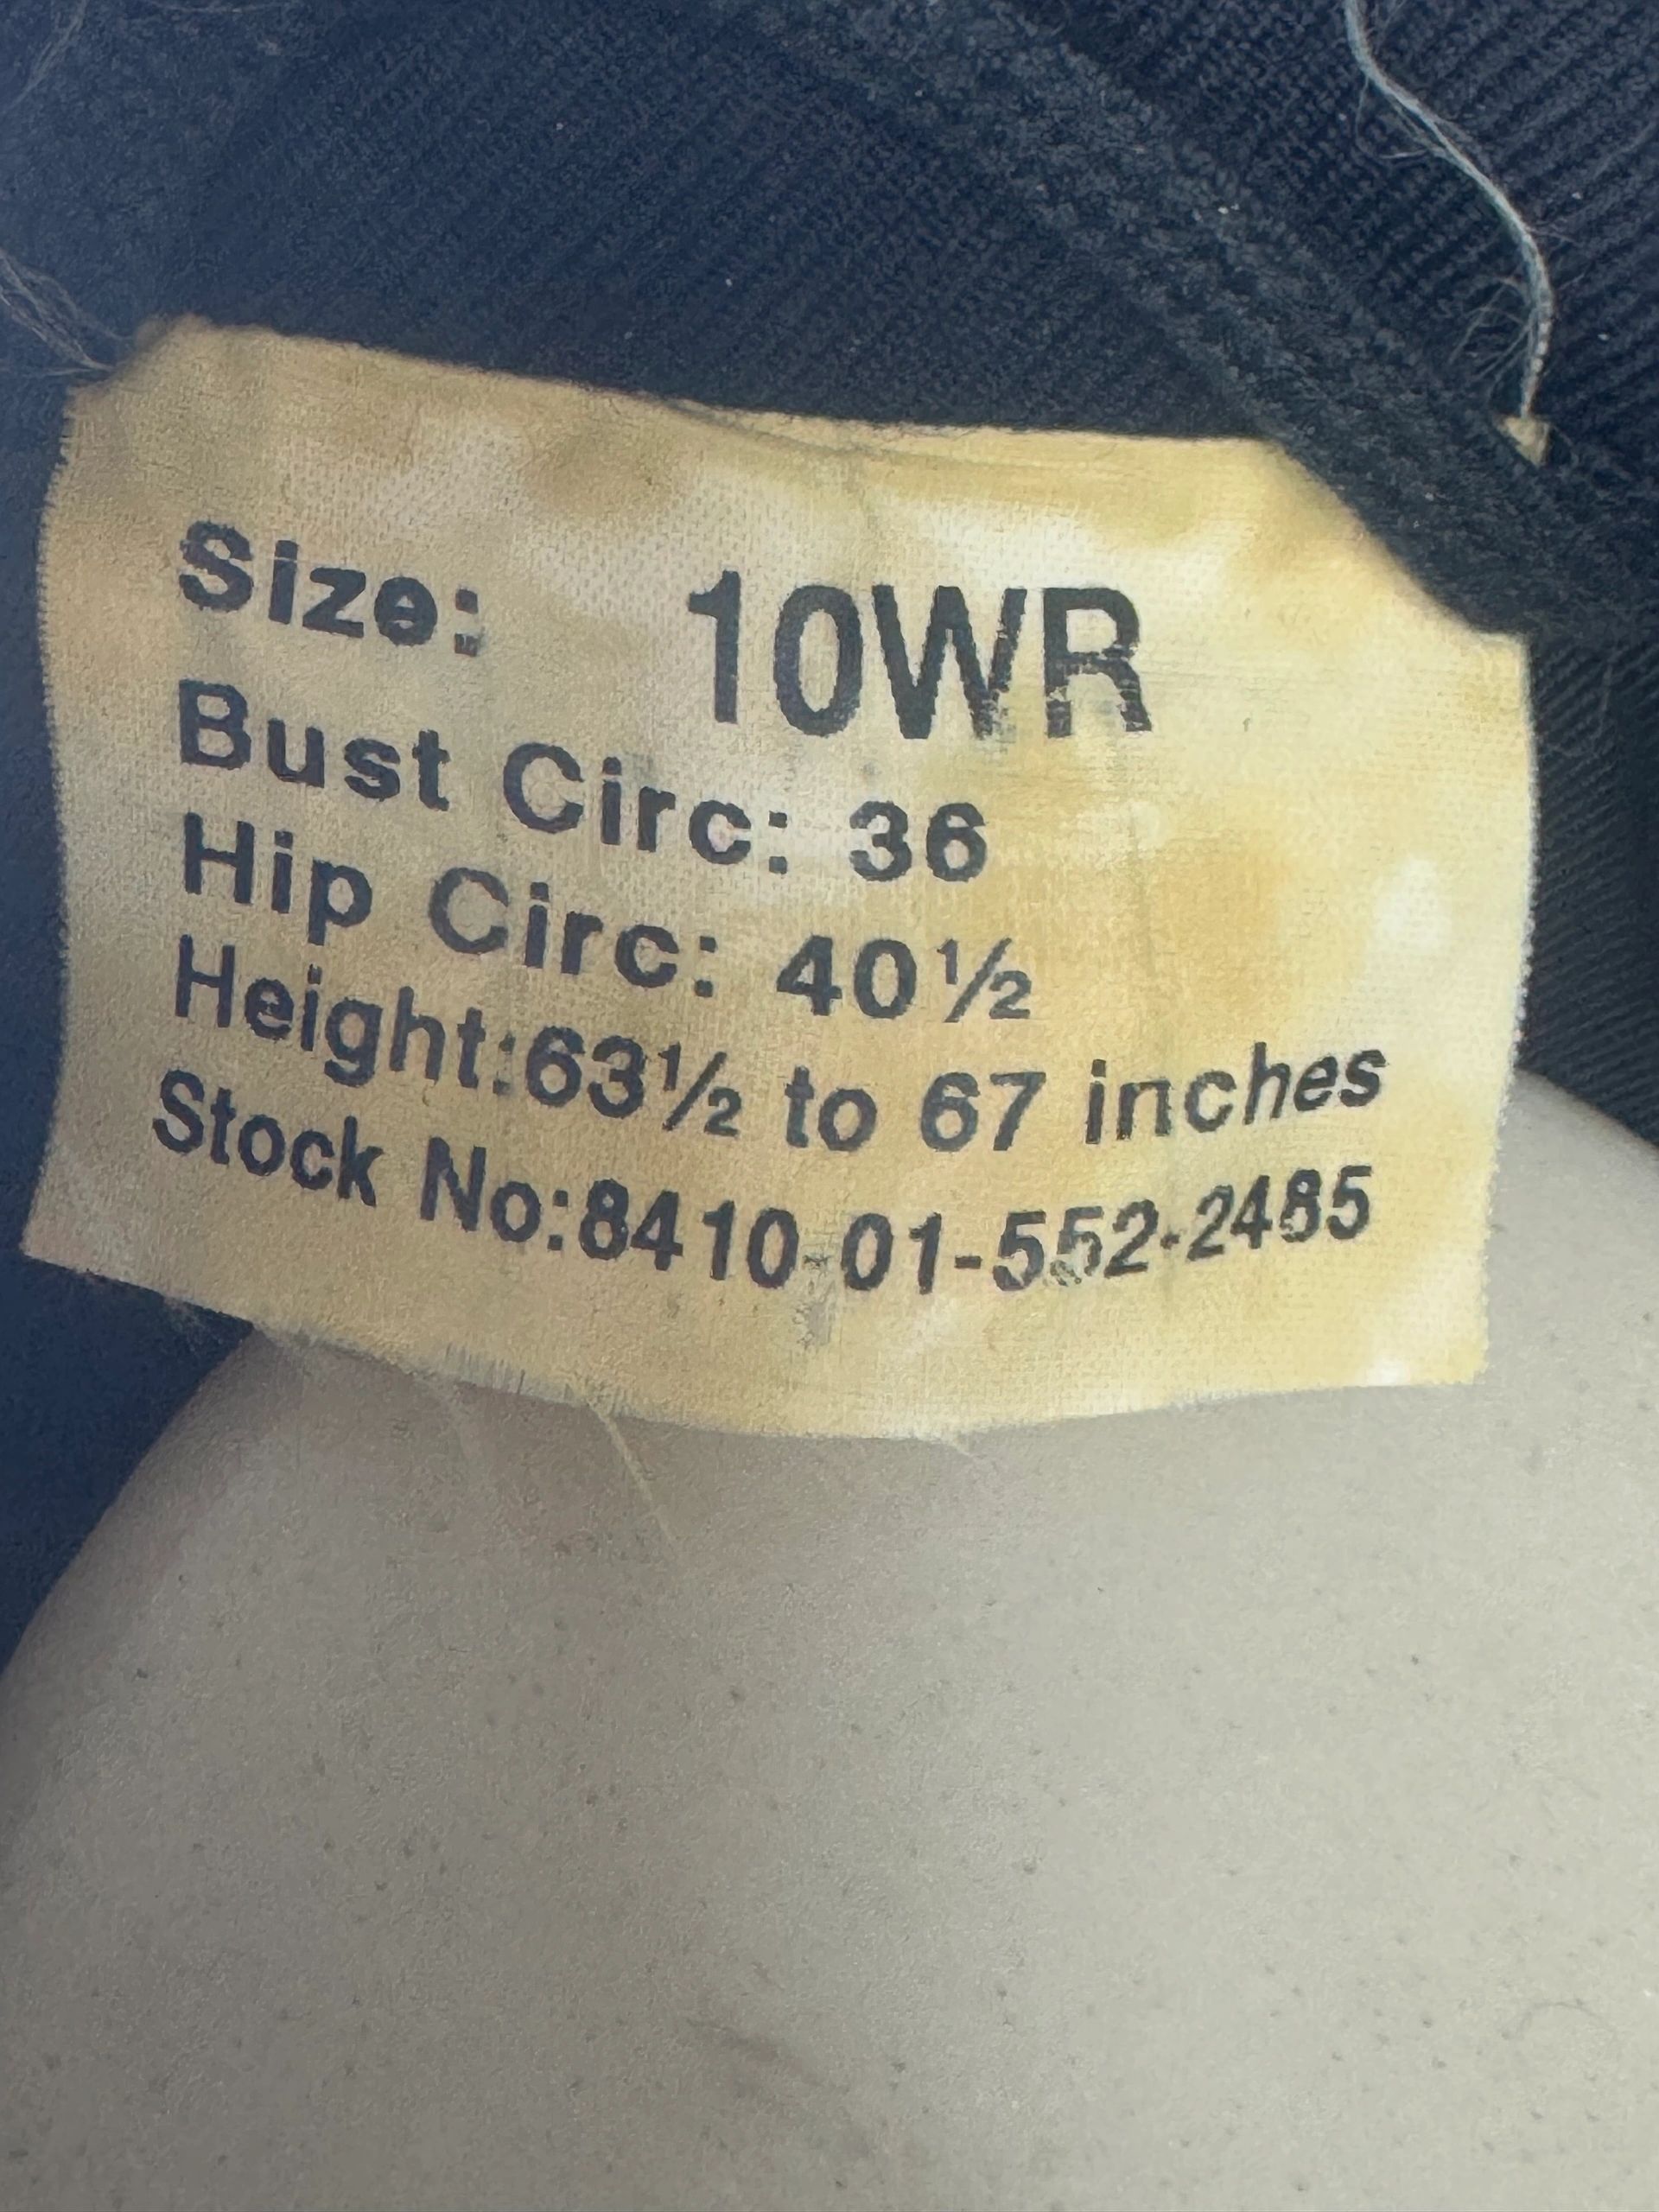 Size: 10WR
Bust Circ: 36
Hip Circ: 40½
Height:63½ to 67 inches
Stock No:8410-01-552-2485